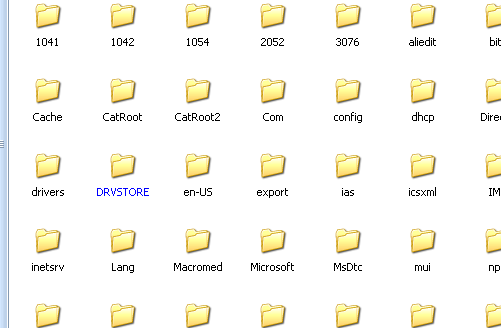 1041 1042 1054 2052 3076 aliedit bit
Cache CatRoot CatRoot2 Com config dhcp Direc
drivers DRVSTORE en-US export ias icsxml IM
inetsrv Lang Macromed Microsoft MsDtc mui np